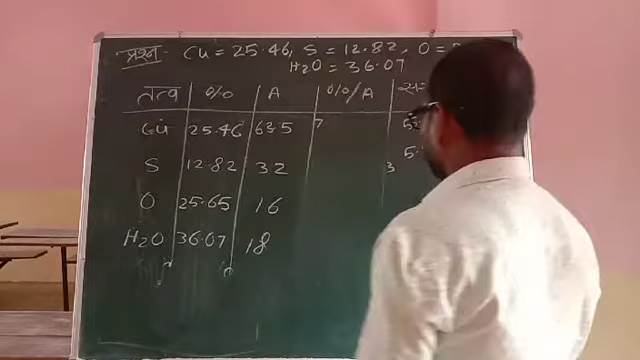 प्रश्न Cu = 25.46, S = 12.82, O =
H2O = 36.07
तत्व % A %/A
Cu 25.46 63.5
S 12.82 32
O 25.65 16
H2O 36.07 18